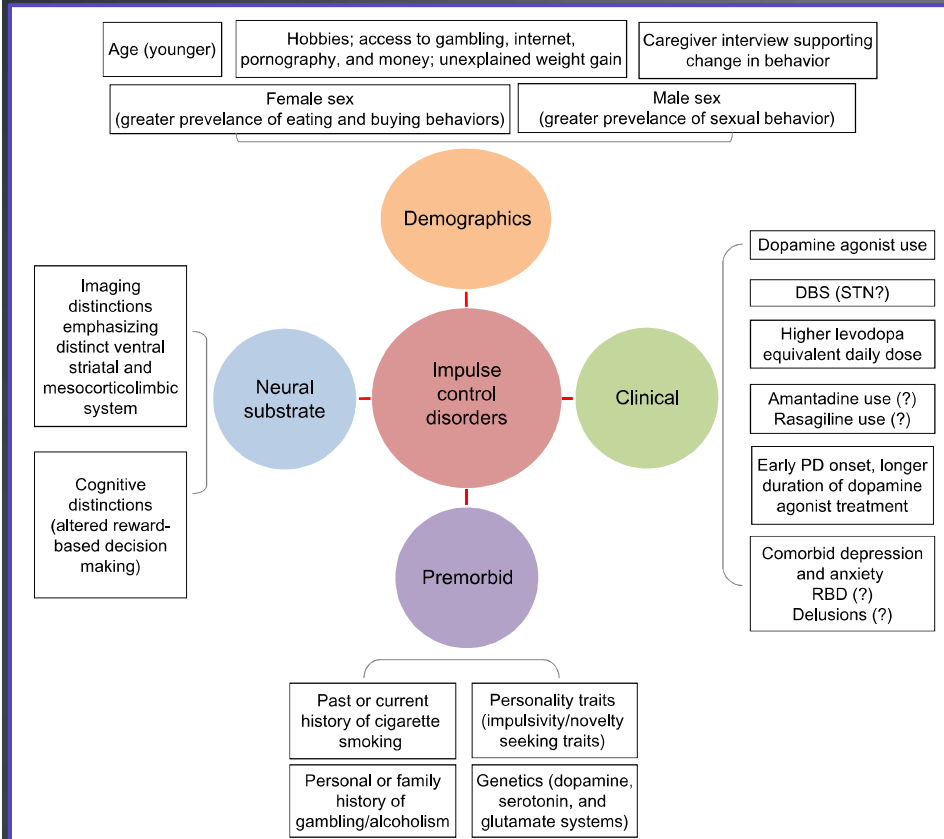 Age (younger)
Hobbies; access to gambling, internet,
pornography, and money; unexplained weight gain
Caregiver interview supporting
change in behavior
Female sex
(greater prevelance of eating and buying behaviors)
Male sex
(greater prevelance of sexual behavior)
Demographics
Imaging
distinctions
emphasizing
distinct ventral
striatal and
mesocorticolimbic
system
Cognitive
distinctions
(altered reward-
based decision
making)
Neural
substrate
Impulse
control
disorders
Clinical
Dopamine agonist use
DBS (STN?)
Higher levodopa
equivalent daily dose
Amantadine use (?)
Rasagiline use (?)
Early PD onset, longer
duration of dopamine
agonist treatment
Comorbid depression
and anxiety
RBD (?)
Delusions (?)
Premorbid
Past or current
history of cigarette
smoking
Personality traits
(impulsivity/novelty
seeking traits)
Personal or family
history of
gambling/alcoholism
Genetics (dopamine,
serotonin, and
glutamate systems)